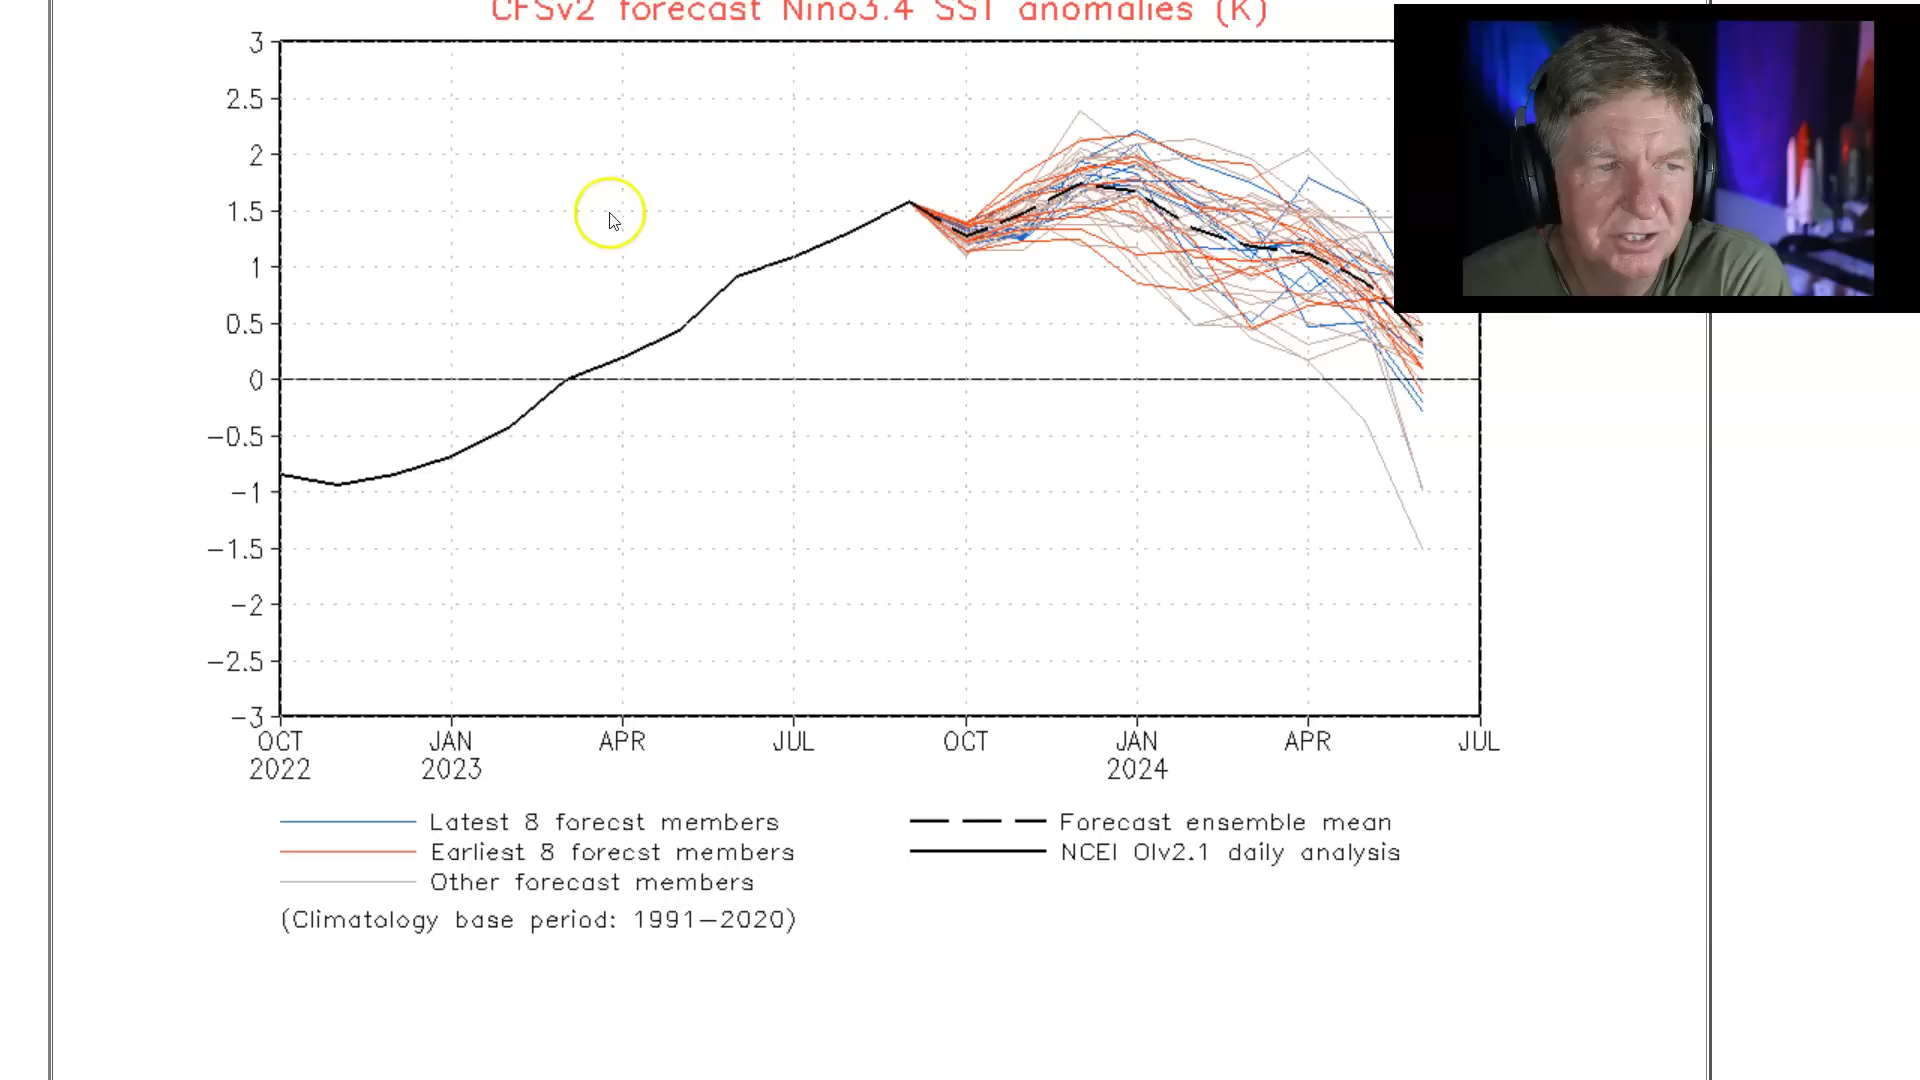 CFSv2 forecast Nino3.4 SST anomalies (K)
3
2.5
2
1.5
1
0.5
0
−0.5
−1
−1.5
−2
−2.5
−3
OCT JAN APR JUL OCT JAN APR JUL
2022 2023 2024
Latest 8 forecst members
Earliest 8 forecst members
Other forecast members
Forecast ensemble mean
NCEI OIv2.1 daily analysis
(Climatology base period: 1991−2020)